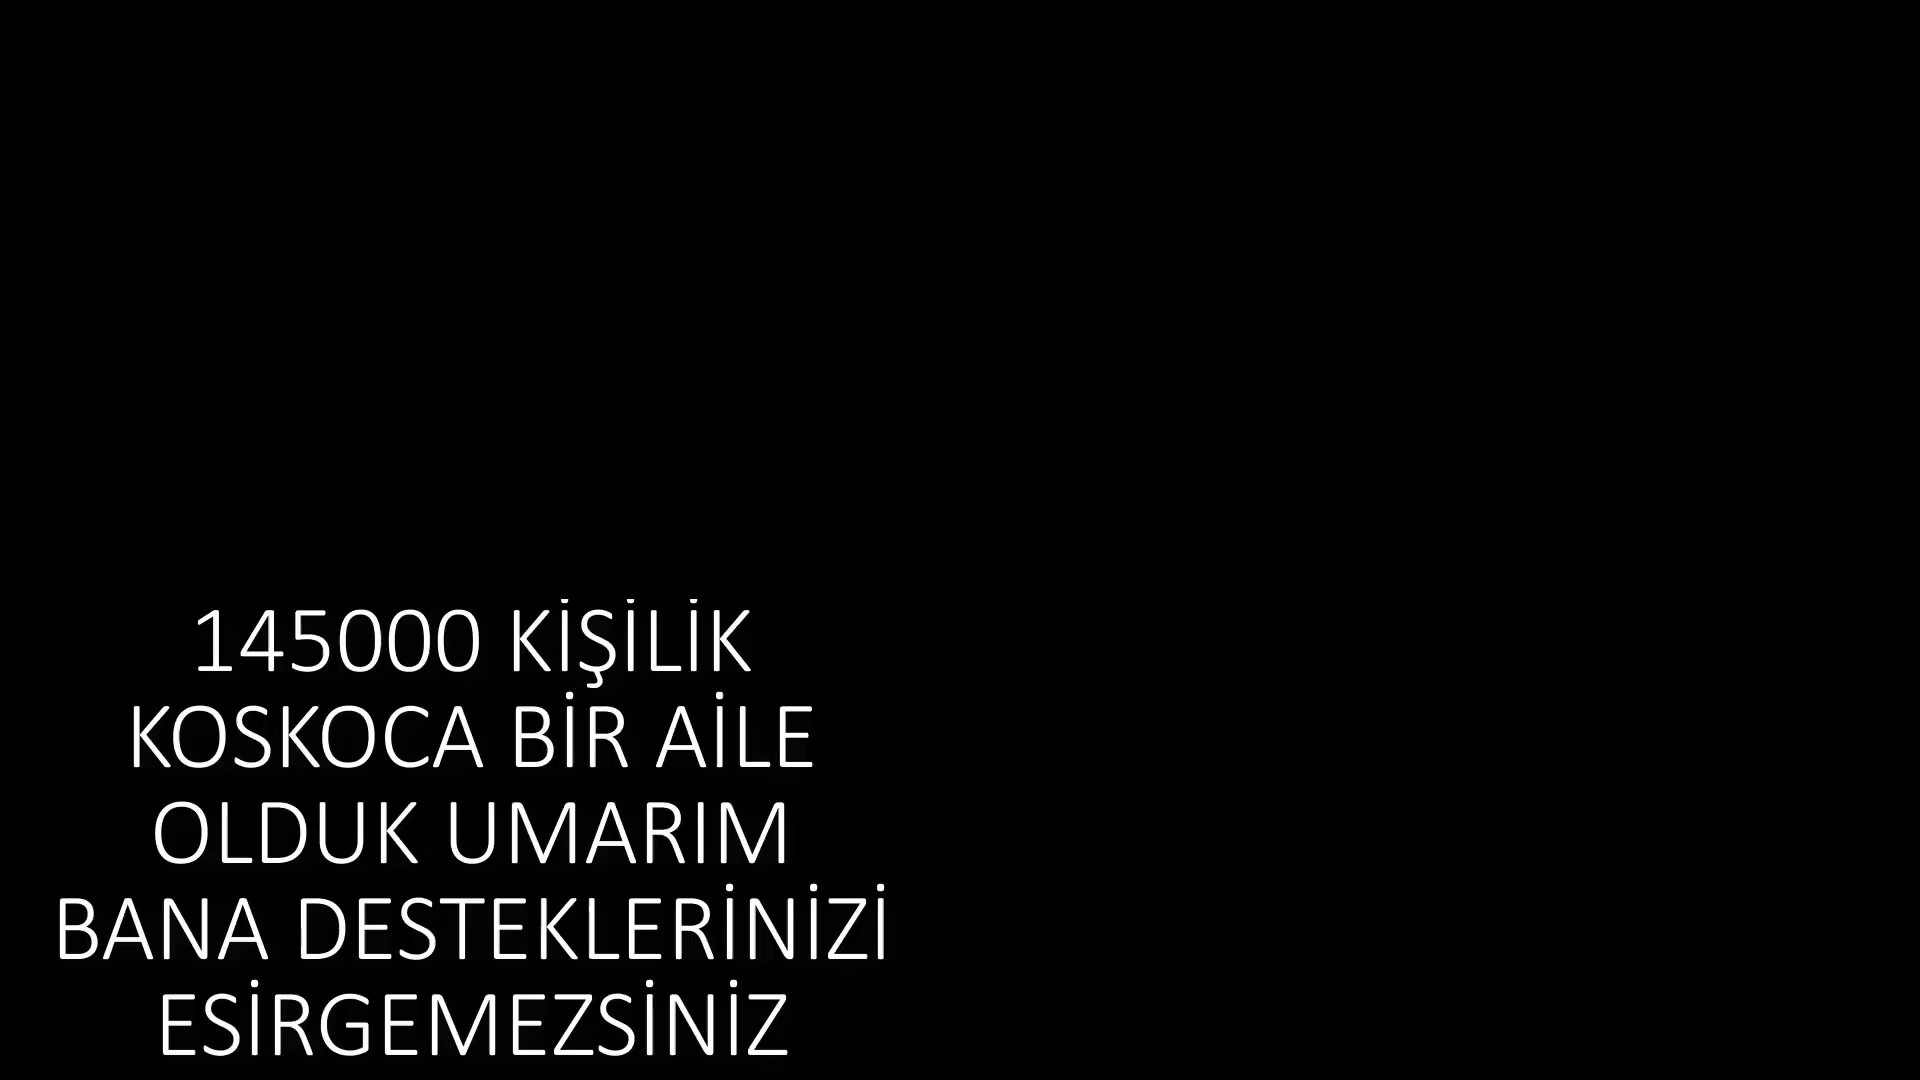 145000 KİŞİLİK
KOSKOCA BİR AİLE
OLDUK UMARIM
BANA DESTEKLERİNİZİ
ESİRGEMEZSİNİZ